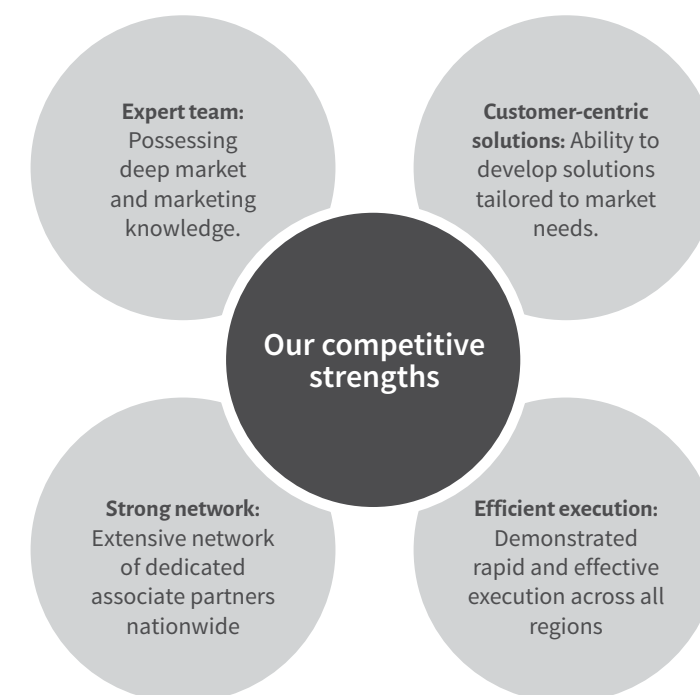 Expert team:
Possessing
deep market
and marketing
knowledge.
Customer-centric
solutions: Ability to
develop solutions
tailored to market
needs.
Our competitive
strengths
Strong network:
Extensive network
of dedicated
associate partners
nationwide
Efficient execution:
Demonstrated
rapid and effective
execution across all
regions